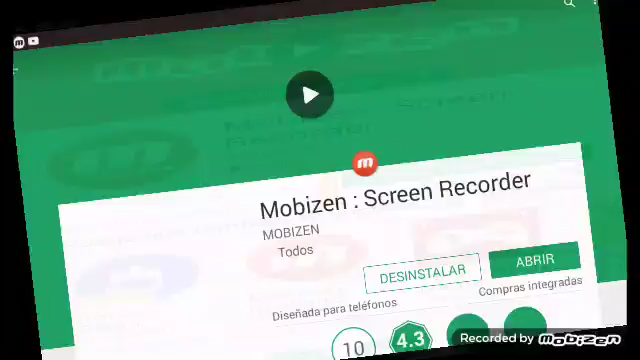 Mobizen : Screen Recorder
MOBIZEN
Todos
DESINSTALAR
ABRIR
Diseñada para teléfonos
Compras integradas
10
4.3
Recorded by mobizen